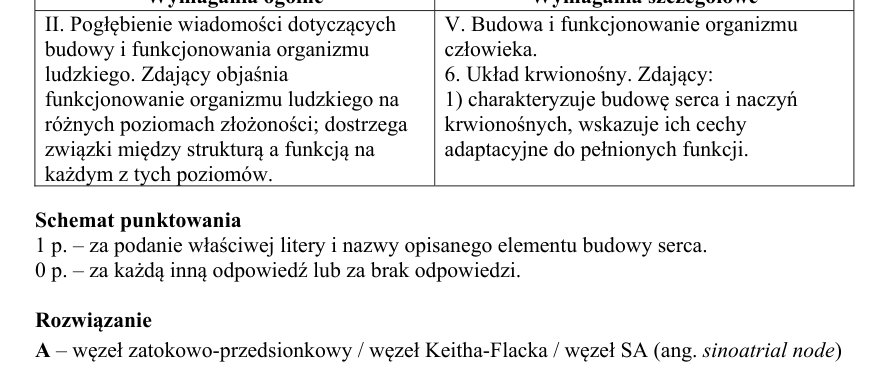 Wymagania ogólne Wymagania szczegółowe
II. Pogłębienie wiadomości dotyczących
budowy i funkcjonowania organizmu
ludzkiego. Zdający objaśnia
funkcjonowanie organizmu ludzkiego na
różnych poziomach złożoności; dostrzega
związki między strukturą a funkcją na
każdym z tych poziomów.
V. Budowa i funkcjonowanie organizmu
człowieka.
6. Układ krwionośny. Zdający:
1) charakteryzuje budowę serca i naczyń
krwionośnych, wskazuje ich cechy
adaptacyjne do pełnionych funkcji.
Schemat punktowania
1 p. – za podanie właściwej litery i nazwy opisanego elementu budowy serca.
0 p. – za każdą inną odpowiedź lub za brak odpowiedzi.
Rozwiązanie
A – węzeł zatokowo-przedsionkowy / węzeł Keitha-Flacka / węzeł SA (ang. sinoatrial node)